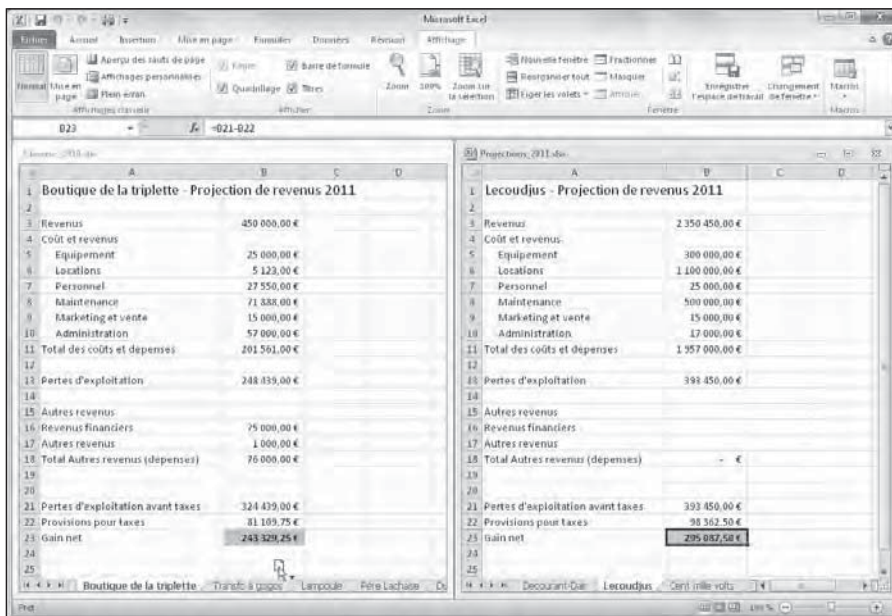 Microsoft Excel
Fichier Accueil Insertion Mise en page Formules Données Révision Affichage
Normal Mise en page Aperçu des sauts de page Affichages personnalisés Plein écran
Règle Barre de formule Quadrillage Titres
Zoom 100% Zoom sur la sélection
Nouvelle fenêtre Réorganiser tout Figer les volets Fractionner Masquer Afficher
Enregistrer l'espace de travail Changement de fenêtre Macros
Affichages classeur Afficher Zoom Fenêtre Macros
B23 fx =B21-B22
Projections 2011.xlsx
A B C D
1 Boutique de la triplette - Projection de revenus 2011
2
3 Revenus 450 000,00 €
4 Coût et revenus
5 Equipement 25 000,00 €
6 Locations 5 123,00 €
7 Personnel 27 550,00 €
8 Maintenance 71 888,00 €
9 Marketing et vente 15 000,00 €
10 Administration 57 000,00 €
11 Total des coûts et dépenses 201 561,00 €
12
13 Pertes d'exploitation 248 439,00 €
14
15 Autres revenus
16 Revenus financiers 75 000,00 €
17 Autres revenus 1 000,00 €
18 Total Autres revenus (dépenses) 76 000,00 €
19
20
21 Pertes d'exploitation avant taxes 324 439,00 €
22 Provisions pour taxes 81 109,75 €
23 Gain net 243 329,25 €
24
25
Boutique de la triplette Transfo à gogos Lampoule Père Lachaise
A B C D
1 Lecoudjus - Projection de revenus 2011
2
3 Revenus 2 350 450,00 €
4 Coût et revenus
5 Equipement 300 000,00 €
6 Locations 1 100 000,00 €
7 Personnel 25 000,00 €
8 Maintenance 500 000,00 €
9 Marketing et vente 15 000,00 €
10 Administration 17 000,00 €
11 Total des coûts et dépenses 1 957 000,00 €
12
13 Pertes d'exploitation 393 450,00 €
14
15 Autres revenus
16 Revenus financiers
17 Autres revenus
18 Total Autres revenus (dépenses) - €
19
20
21 Pertes d'exploitation avant taxes 393 450,00 €
22 Provisions pour taxes 98 362,50 €
23 Gain net 295 087,50 €
24
25
Decourant-Dair Lecoudjus Cent mille volts
Prêt